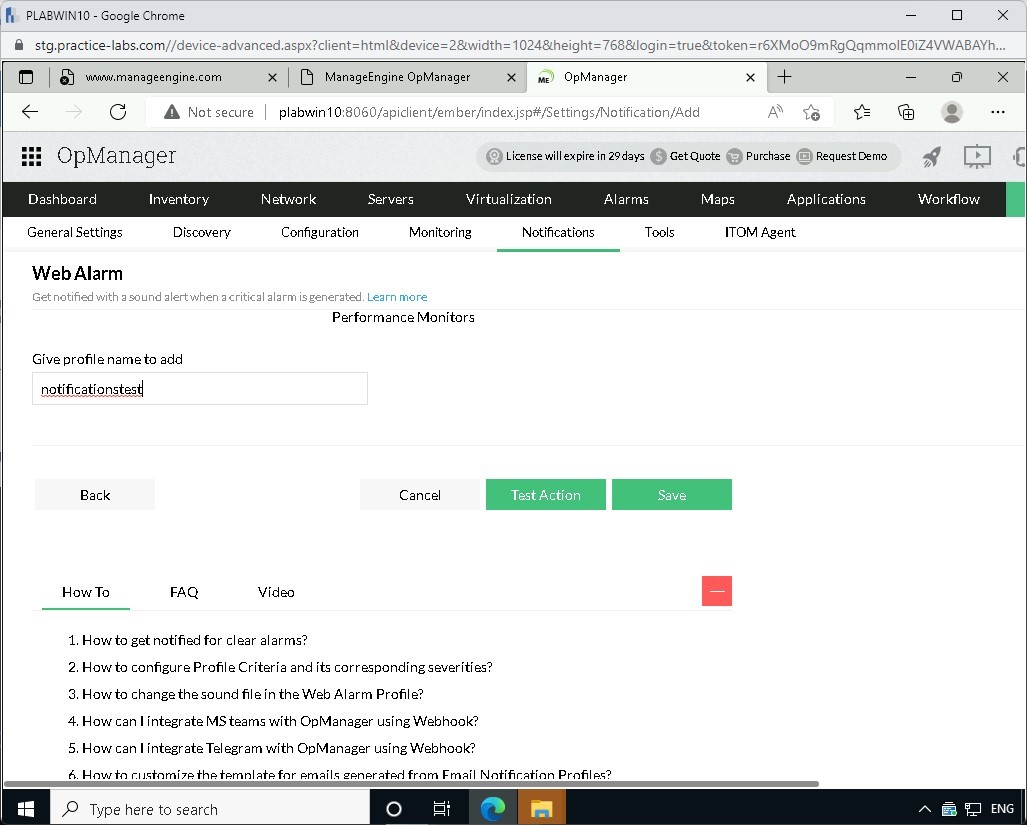 PLABWIN10 - Google Chrome
stg.practice-labs.com//device-advanced.aspx?client=html&device=2&width=1024&height=768&login=true&token=r6XMoO9mRgQqmmolE0iZ4VWABAYh...
www.manageengine.com
ManageEngine OpManager
ME OpManager
Not secure plabwin10:8060/apiclient/ember/index.jsp#/Settings/Notification/Add
OpManager
License will expire in 29 days $ Get Quote Purchase Request Demo
Dashboard Inventory Network Servers Virtualization Alarms Maps Applications Workflow
General Settings Discovery Configuration Monitoring Notifications Tools ITOM Agent
Web Alarm
Get notified with a sound alert when a critical alarm is generated. Learn more
Performance Monitors
Give profile name to add
notificationstest
Back Cancel Test Action Save
How To FAQ Video
1. How to get notified for clear alarms?
2. How to configure Profile Criteria and its corresponding severities?
3. How to change the sound file in the Web Alarm Profile?
4. How can I integrate MS teams with OpManager using Webhook?
5. How can I integrate Telegram with OpManager using Webhook?
6. How to customize the template for emails generated from Email Notification Profiles?
Type here to search
ENG